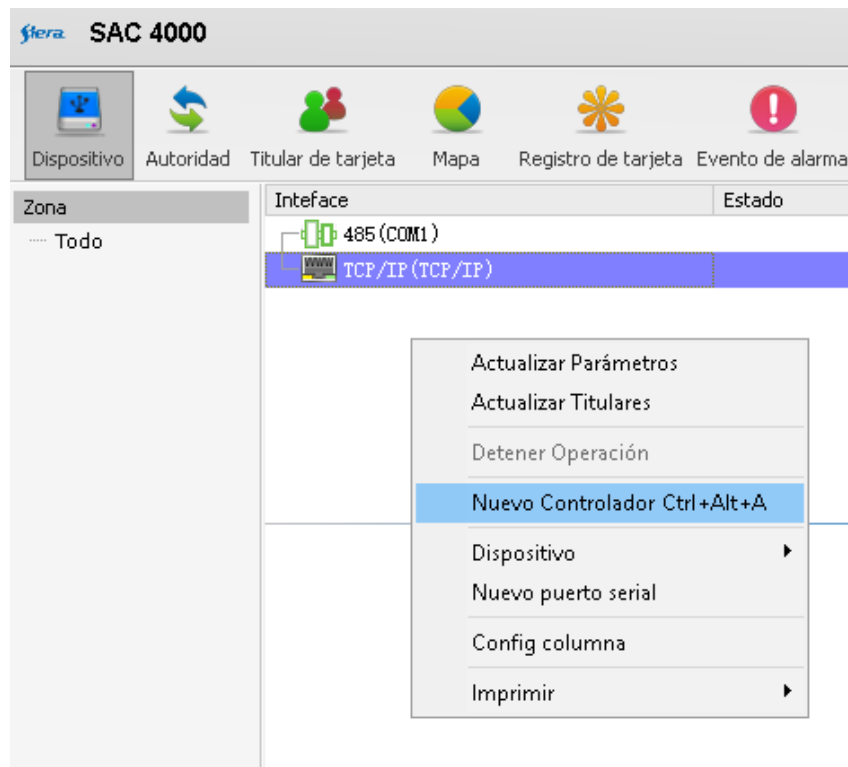 sfera SAC 4000
Dispositivo Autoridad Titular de tarjeta Mapa Registro de tarjeta Evento de alarma
Zona
Todo
Inteface Estado
485(COM1)
TCP/IP(TCP/IP)
Actualizar Parámetros
Actualizar Titulares
Detener Operación
Nuevo Controlador Ctrl+Alt+A
Dispositivo
Nuevo puerto serial
Config columna
Imprimir